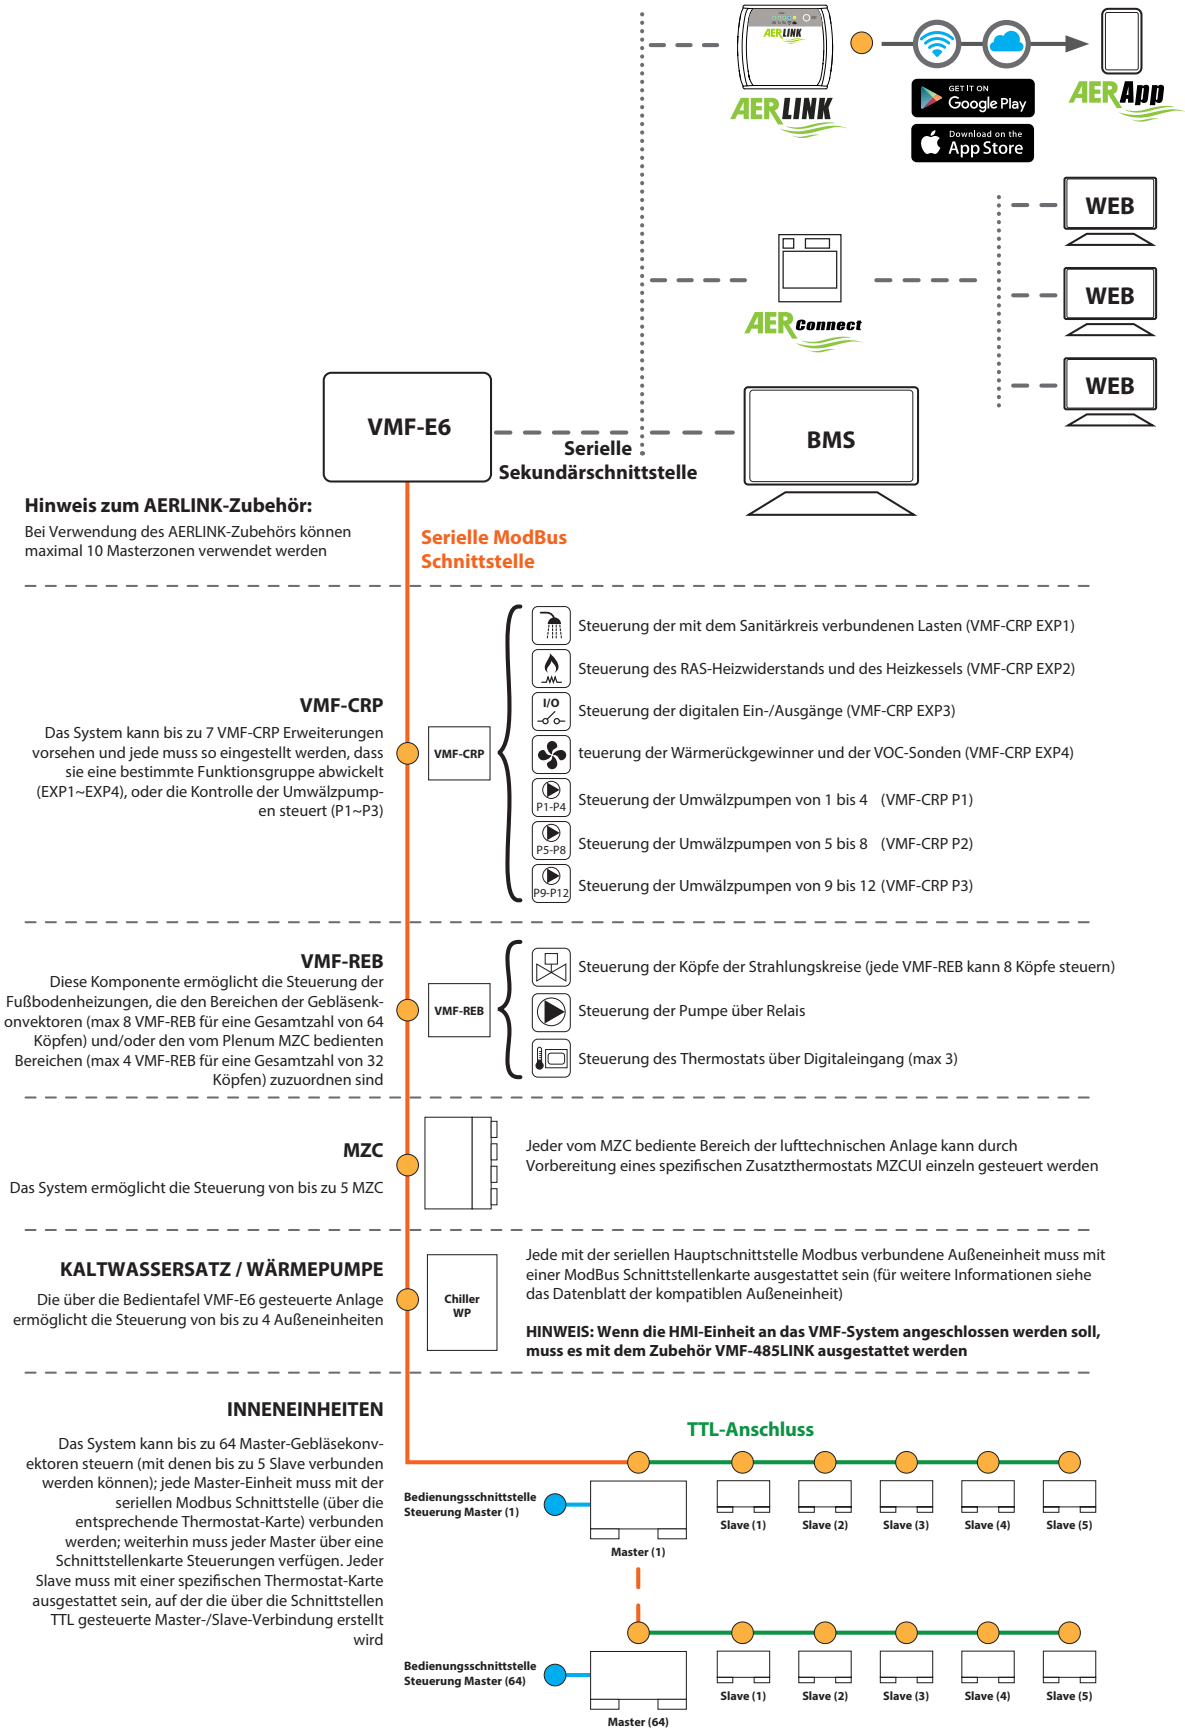 AERLINK
GET IT ON
Google Play
Download on the
App Store
AERLINK
AERApp
WEB
WEB
WEB
AERConnect
VMF-E6
BMS
Serielle
Sekundärschnittstelle
Hinweis zum AERLINK-Zubehör:
Bei Verwendung des AERLINK-Zubehörs können
maximal 10 Masterzonen verwendet werden
Serielle ModBus
Schnittstelle
VMF-CRP
Das System kann bis zu 7 VMF-CRP Erweiterungen
vorsehen und jede muss so eingestellt werden, dass
sie eine bestimmte Funktionsgruppe abwickelt
(EXP1~EXP4), oder die Kontrolle der Umwälzpump-
en steuert (P1~P3)
VMF-CRP
Steuerung der mit dem Sanitärkreis verbundenen Lasten (VMF-CRP EXP1)
Steuerung des RAS-Heizwiderstands und des Heizkessels (VMF-CRP EXP2)
I/O
Steuerung der digitalen Ein-/Ausgänge (VMF-CRP EXP3)
teuerung der Wärmerückgewinner und der VOC-Sonden (VMF-CRP EXP4)
P1-P4
Steuerung der Umwälzpumpen von 1 bis 4 (VMF-CRP P1)
P5-P8
Steuerung der Umwälzpumpen von 5 bis 8 (VMF-CRP P2)
P9-P12
Steuerung der Umwälzpumpen von 9 bis 12 (VMF-CRP P3)
VMF-REB
Diese Komponente ermöglicht die Steuerung der
Fußbodenheizungen, die den Bereichen der Gebläsenk-
onvektoren (max 8 VMF-REB für eine Gesamtzahl von 64
Köpfen) und/oder den vom Plenum MZC bedienten
Bereichen (max 4 VMF-REB für eine Gesamtzahl von 32
Köpfen) zuzuordnen sind
VMF-REB
Steuerung der Köpfe der Strahlungskreise (jede VMF-REB kann 8 Köpfe steuern)
Steuerung der Pumpe über Relais
Steuerung des Thermostats über Digitaleingang (max 3)
MZC
Das System ermöglicht die Steuerung von bis zu 5 MZC
Jeder vom MZC bediente Bereich der lufttechnischen Anlage kann durch
Vorbereitung eines spezifischen Zusatzthermostats MZCUI einzeln gesteuert werden
KALTWASSERSATZ / WÄRMEPUMPE
Die über die Bedientafel VMF-E6 gesteuerte Anlage
ermöglicht die Steuerung von bis zu 4 Außeneinheiten
Chiller
WP
Jede mit der seriellen Hauptschnittstelle Modbus verbundene Außeneinheit muss mit
einer ModBus Schnittstellenkarte ausgestattet sein (für weitere Informationen siehe
das Datenblatt der kompatiblen Außeneinheit)
HINWEIS: Wenn die HMI-Einheit an das VMF-System angeschlossen werden soll,
muss es mit dem Zubehör VMF-485LINK ausgestattet werden
INNENEINHEITEN
Das System kann bis zu 64 Master-Gebläsekonv-
ektoren steuern (mit denen bis zu 5 Slave verbunden
werden können); jede Master-Einheit muss mit der
seriellen Modbus Schnittstelle (über die
entsprechende Thermostat-Karte) verbunden
werden; weiterhin muss jeder Master über eine
Schnittstellenkarte Steuerungen verfügen. Jeder
Slave muss mit einer spezifischen Thermostat-Karte
ausgestattet sein, auf der die über die Schnittstellen
TTL gesteuerte Master-/Slave-Verbindung erstellt
wird
TTL-Anschluss
Bedienungsschnittstelle
Steuerung Master (1)
Master (1)
Slave (1)
Slave (2)
Slave (3)
Slave (4)
Slave (5)
Bedienungsschnittstelle
Steuerung Master (64)
Master (64)
Slave (1)
Slave (2)
Slave (3)
Slave (4)
Slave (5)